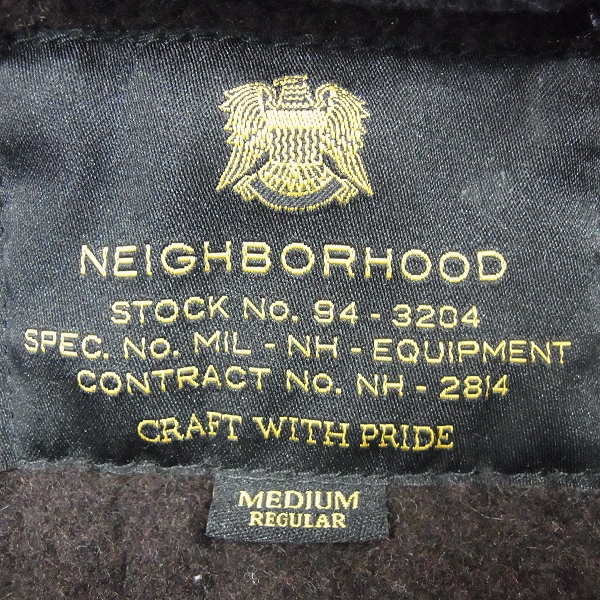 NEIGHBORHOOD
STOCK No. 94 - 3204
SPEC. No. MIL - NH - EQUIPMENT
CONTRACT No. NH - 2814
CRAFT WITH PRIDE
MEDIUM
REGULAR